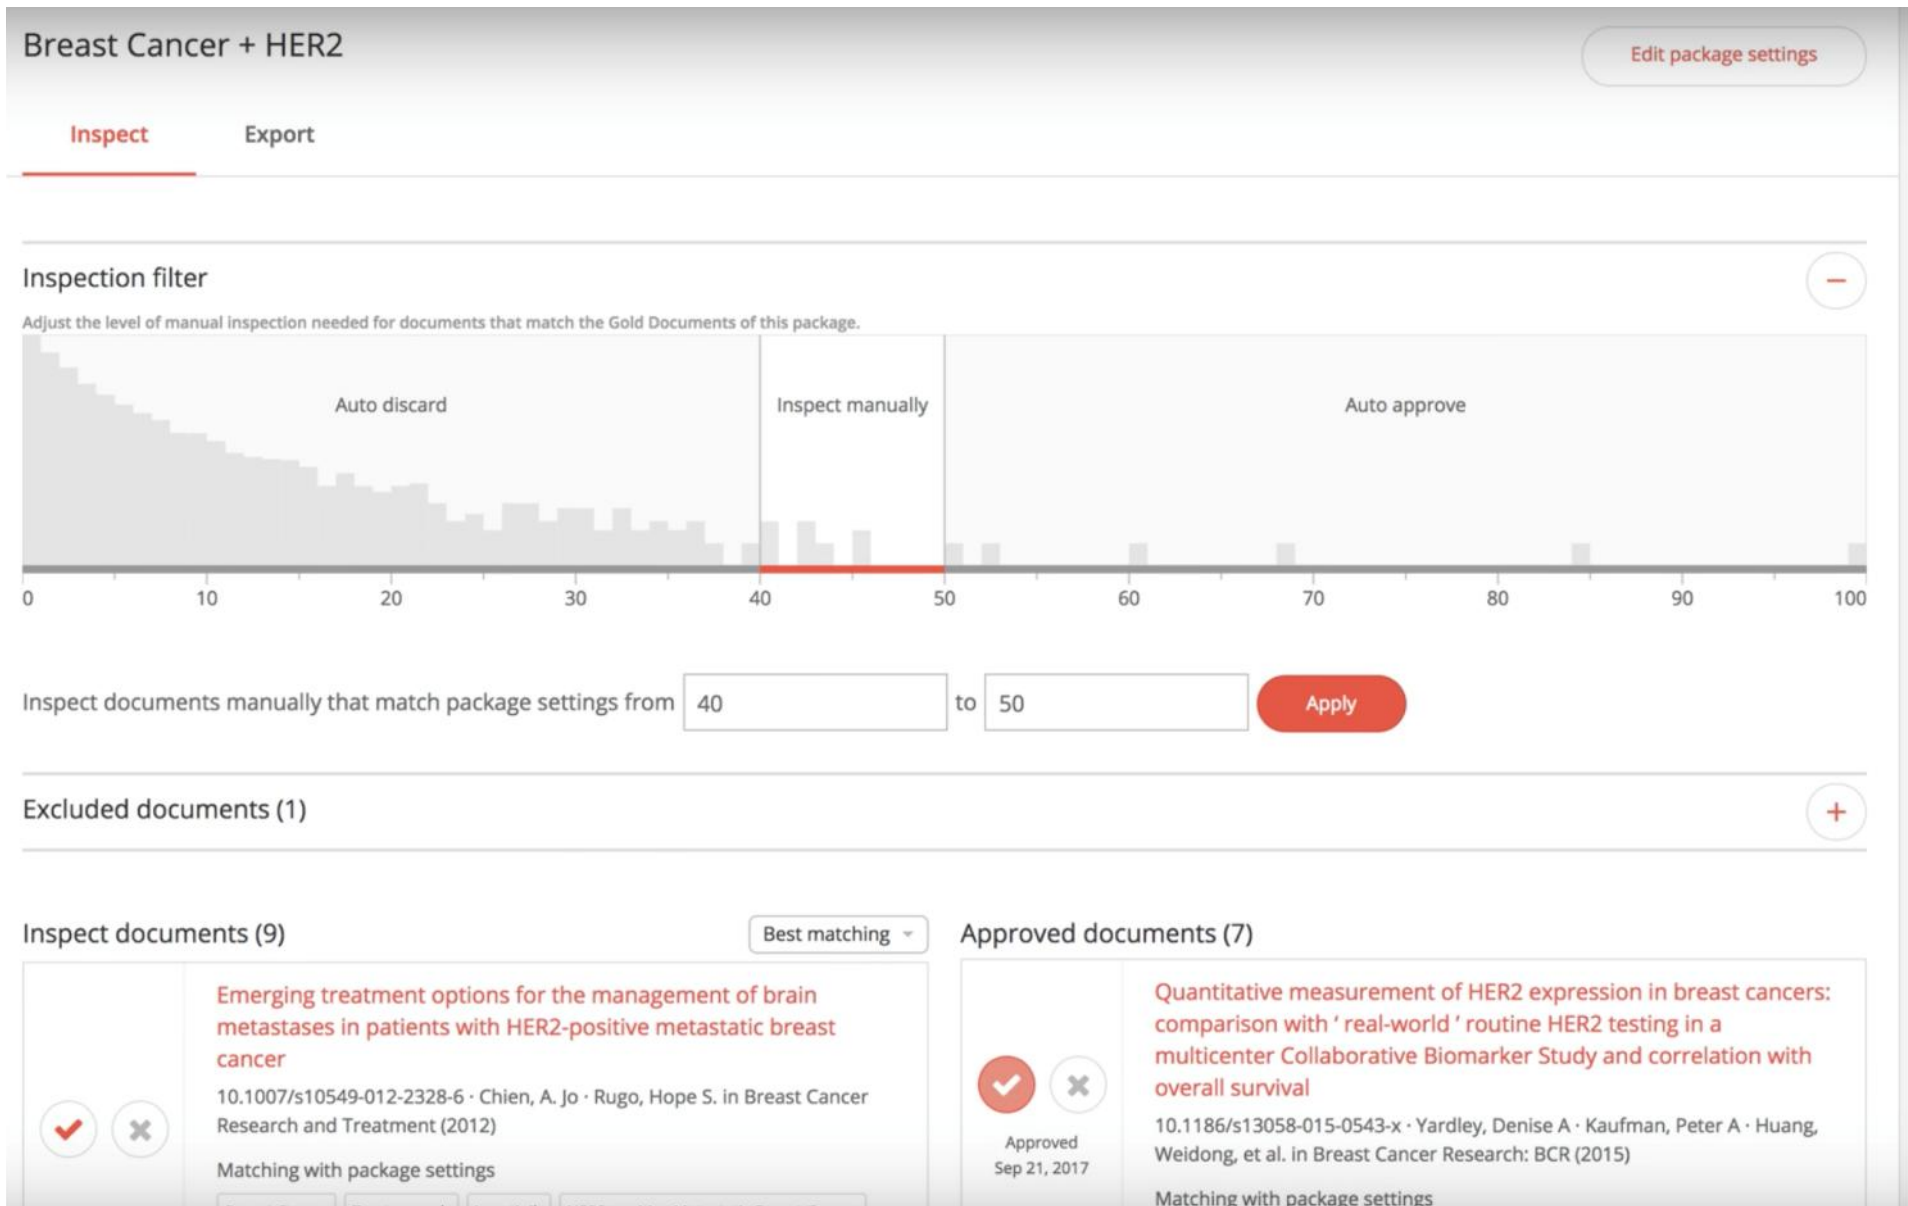 Breast Cancer + HER2
Edit package settings
Inspect
Export
Inspection filter
Adjust the level of manual inspection needed for documents that match the Gold Documents of this package.
Auto discard
Inspect manually
Auto approve
0 10 20 30 40 50 60 70 80 90 100
Inspect documents manually that match package settings from 40 to 50 Apply
Excluded documents (1)
Inspect documents (9)
Best matching
Emerging treatment options for the management of brain
metastases in patients with HER2-positive metastatic breast
cancer
10.1007/s10549-012-2328-6 · Chien, A. Jo · Rugo, Hope S. in Breast Cancer
Research and Treatment (2012)
Matching with package settings
Approved documents (7)
Quantitative measurement of HER2 expression in breast cancers:
comparison with ‘ real-world ’ routine HER2 testing in a
multicenter Collaborative Biomarker Study and correlation with
overall survival
Approved
Sep 21, 2017
10.1186/s13058-015-0543-x · Yardley, Denise A · Kaufman, Peter A · Huang,
Weidong, et al. in Breast Cancer Research: BCR (2015)
Matching with package settings